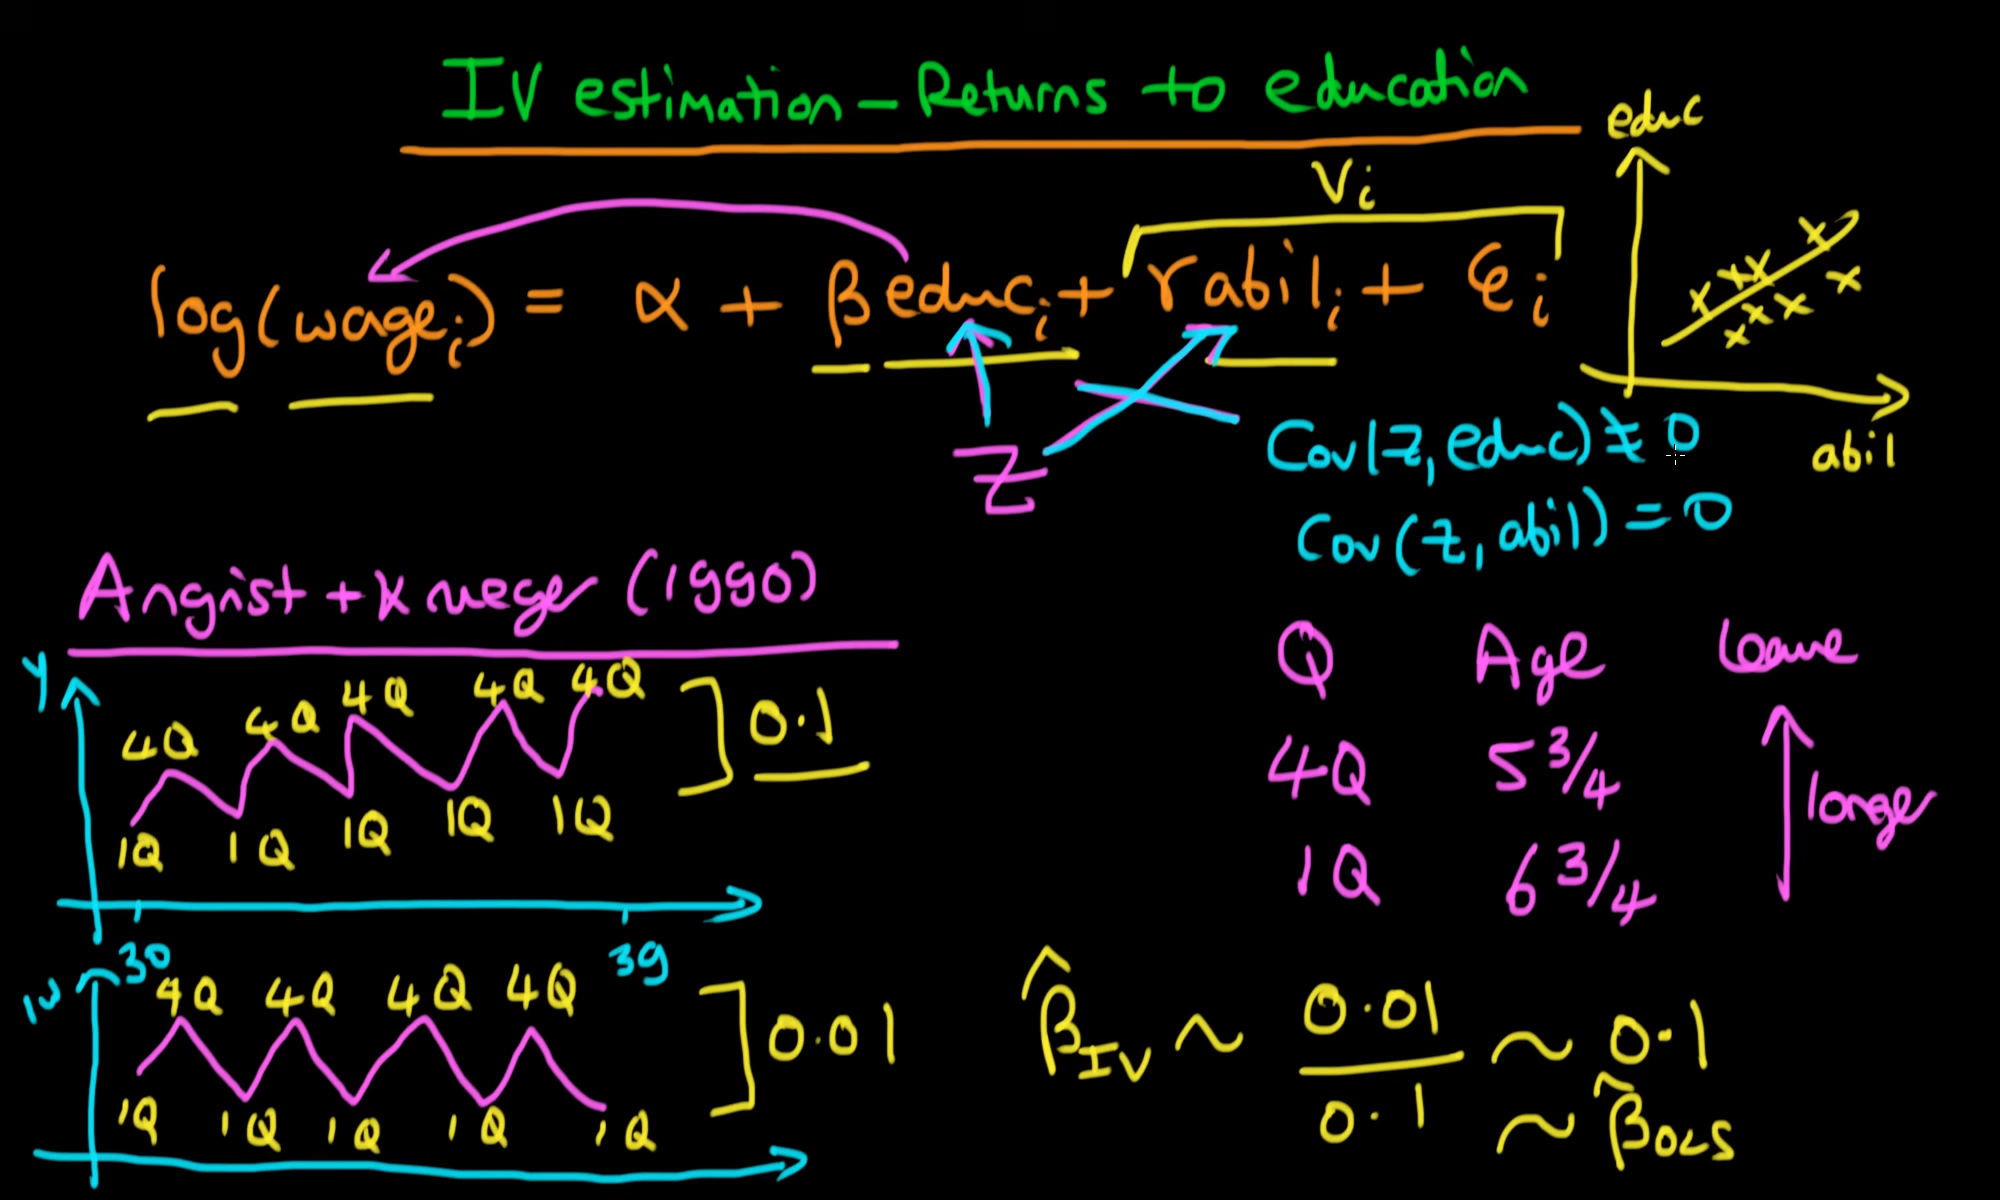 IV estimation – Returns to education
educ
Vi
log(wagei) = α + β educi + γ abili + εi
abil
Z
Cov(z, educ) ≠ 0
Cov(z, abil) = 0
Angrist + Krueger (1990)
Q Age Leave
4Q 5 3/4
longer
1Q 6 3/4
y
4Q 4Q 4Q 4Q 4Q
0.1
1Q 1Q 1Q 1Q 1Q
30 39
w
4Q 4Q 4Q 4Q
0.01
1Q 1Q 1Q 1Q 1Q
β̂IV ~ 0.01/0.1 ~ 0.1
~ β̂OLS